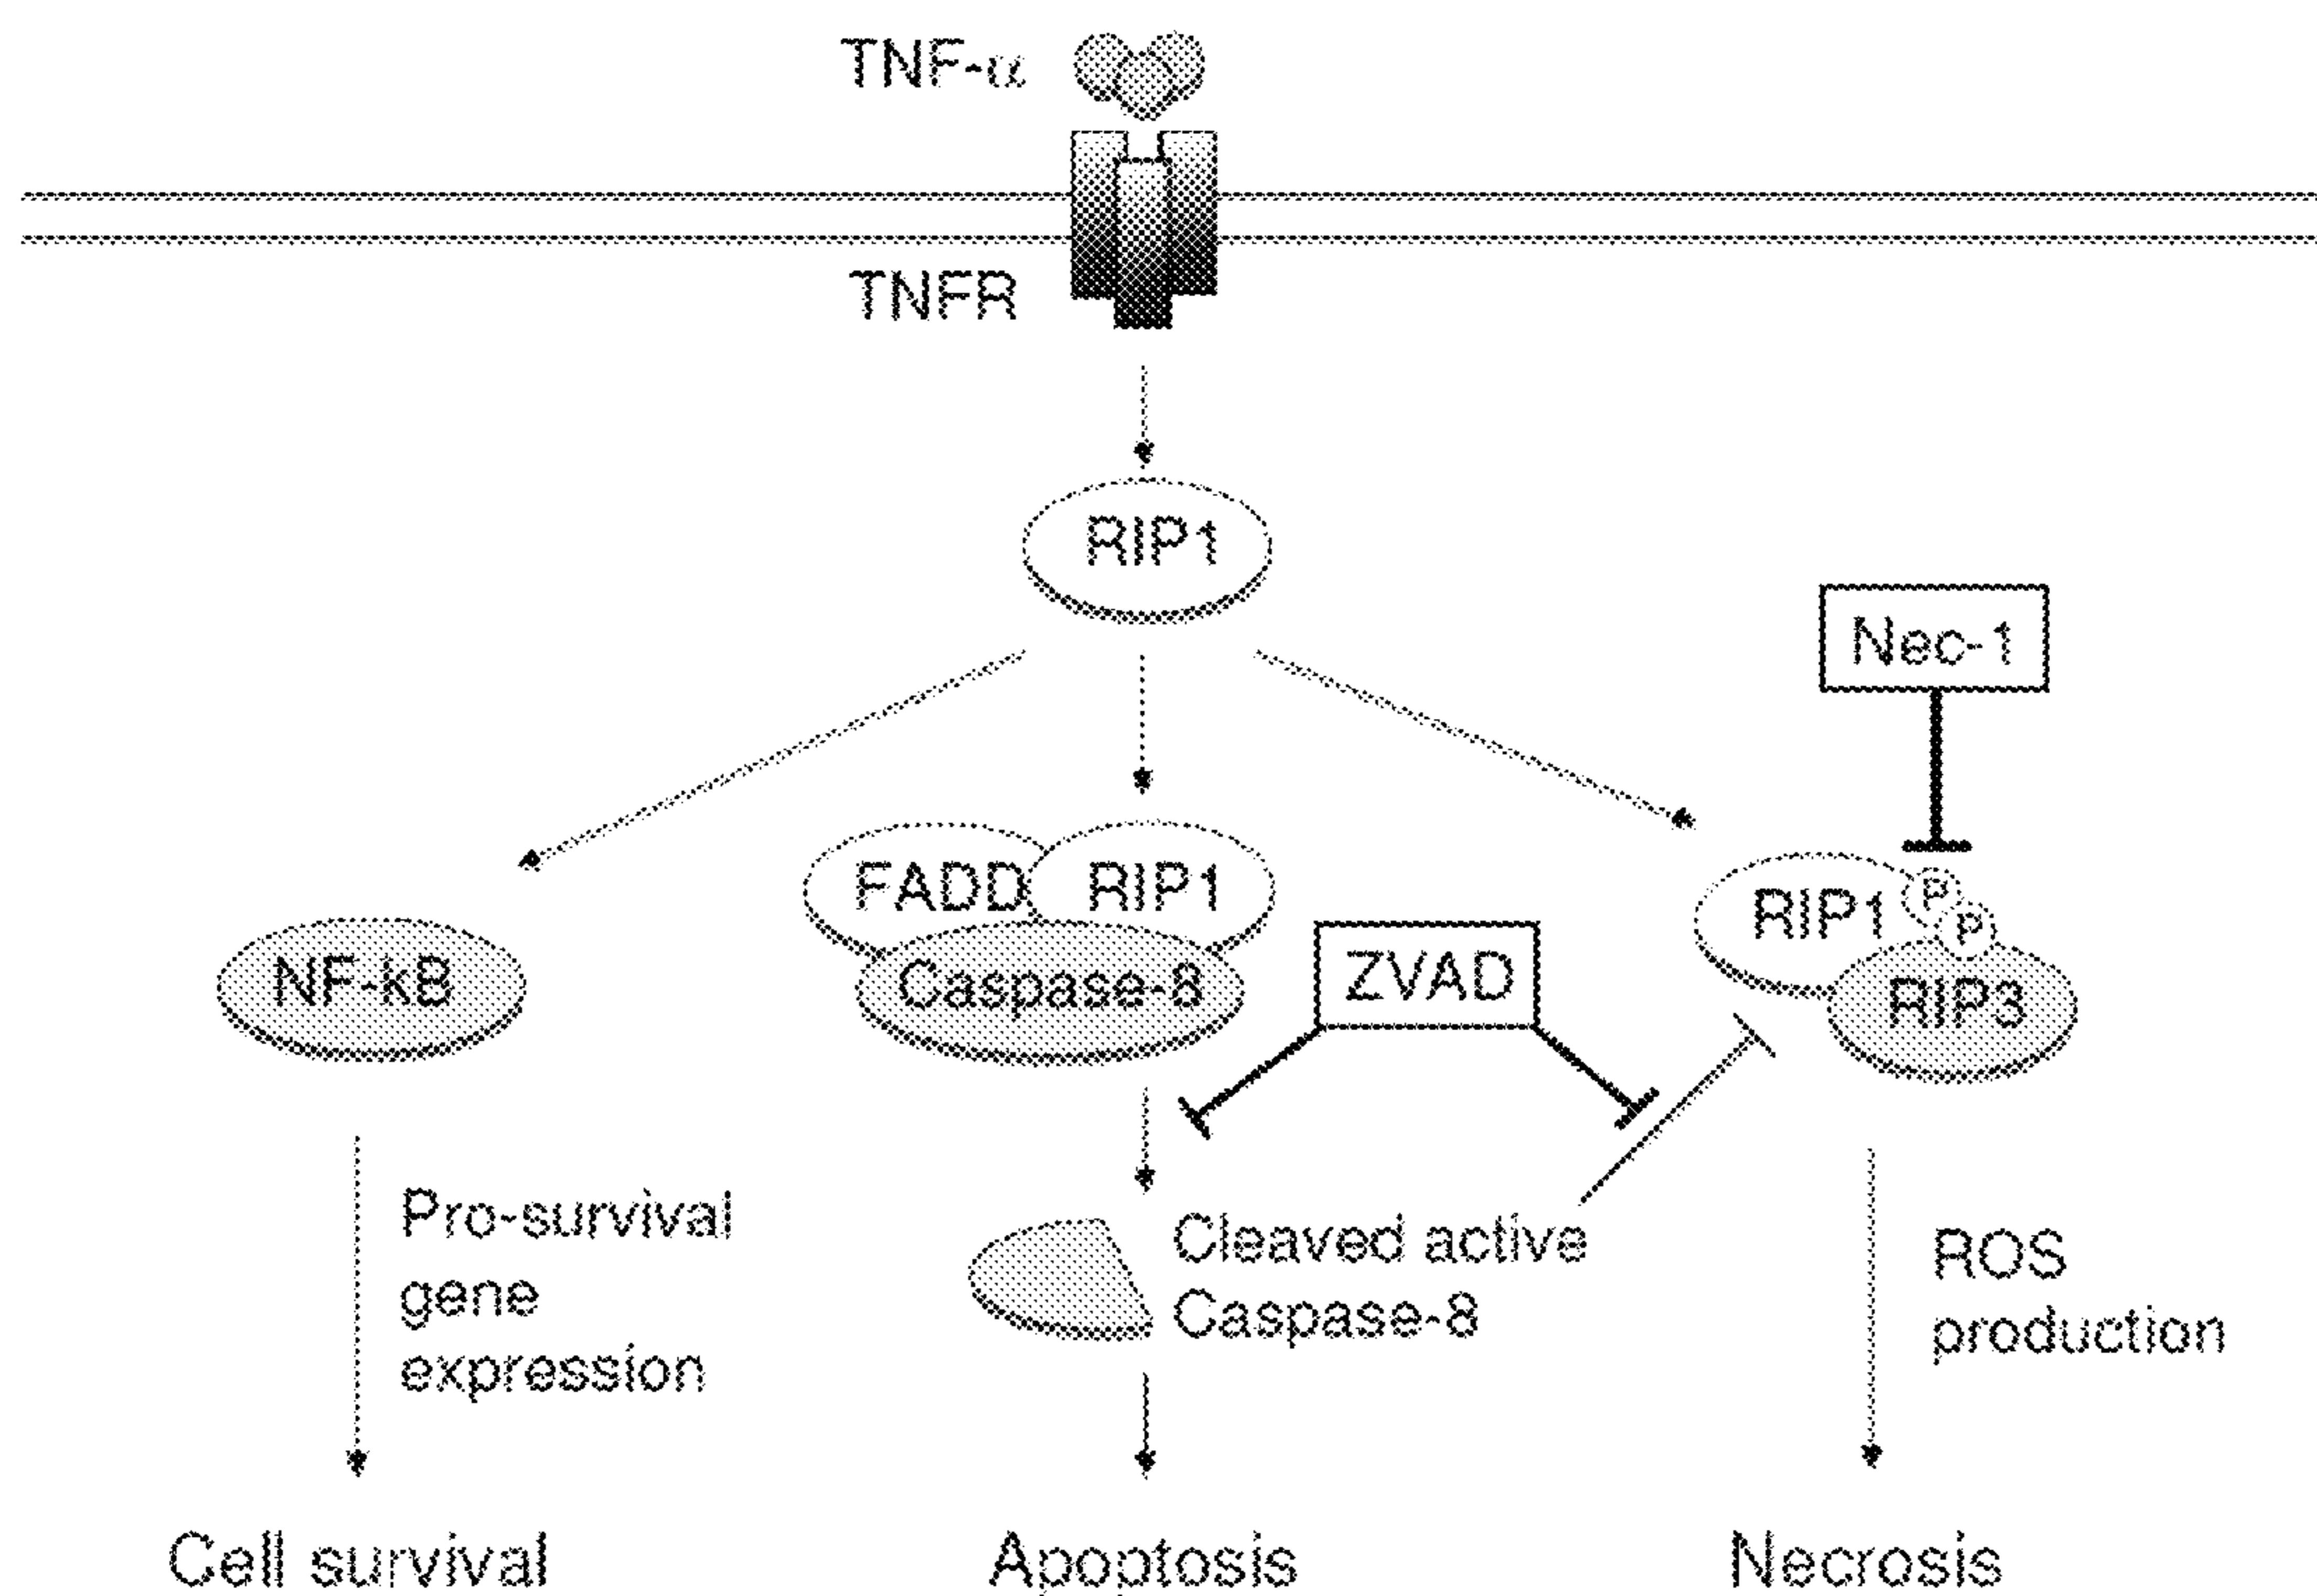 TNF-α
TNFR
RIP1
Nec-1
FADD
RIP1
RIP1
P
P
NF-kB
Caspase-8
ZVAD
RIP3
Pro-survival
gene
expression
Cleaved active
Caspase-8
ROS
production
Cell survival
Apoptosis
Necrosis